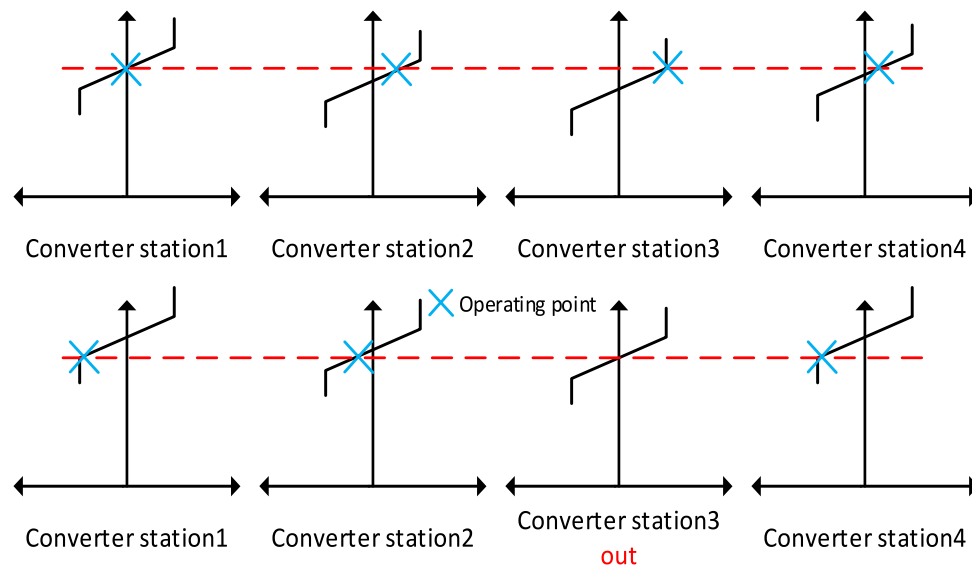 Converter station1
Converter station2
Converter station3
Converter station4
Operating point
Converter station1
Converter station2
Converter station3
out
Converter station4